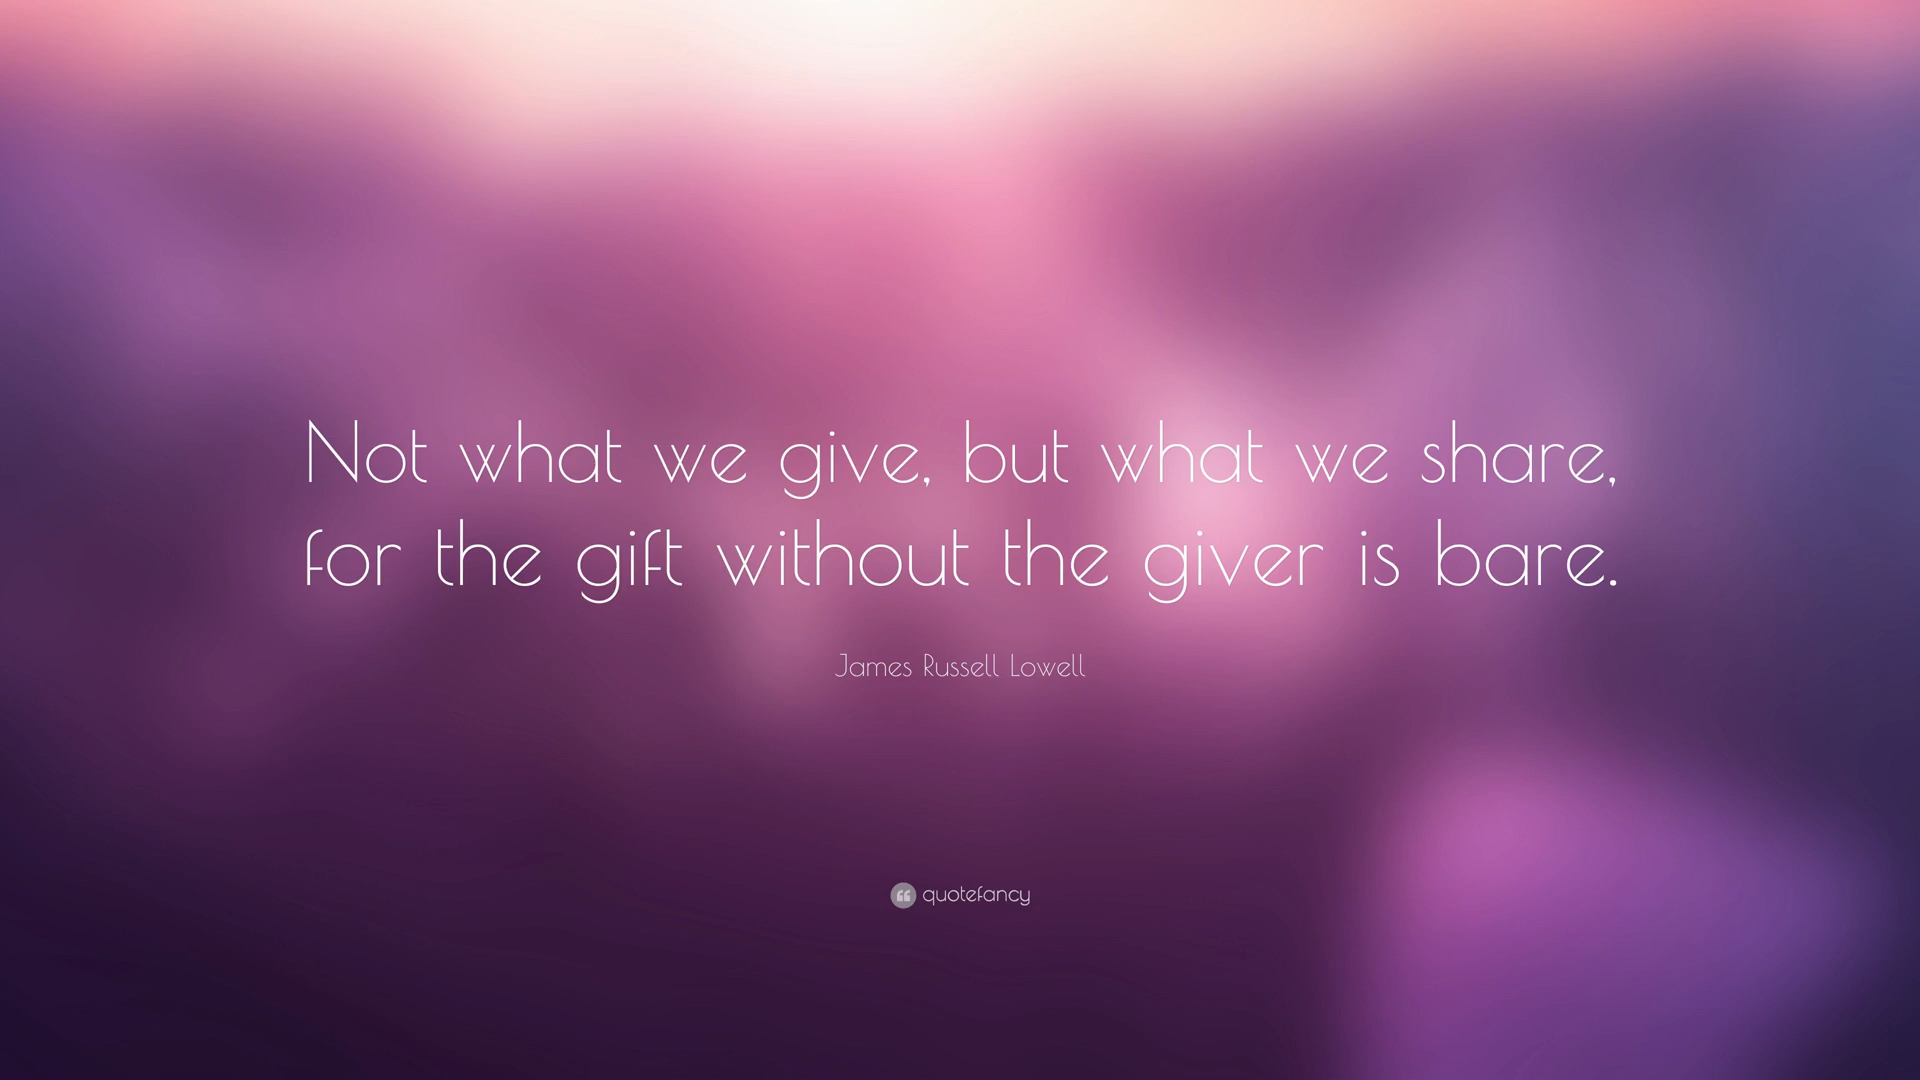 Not what we give, but what we share,
for the gift without the giver is bare.
James Russell Lowell
quotefancy